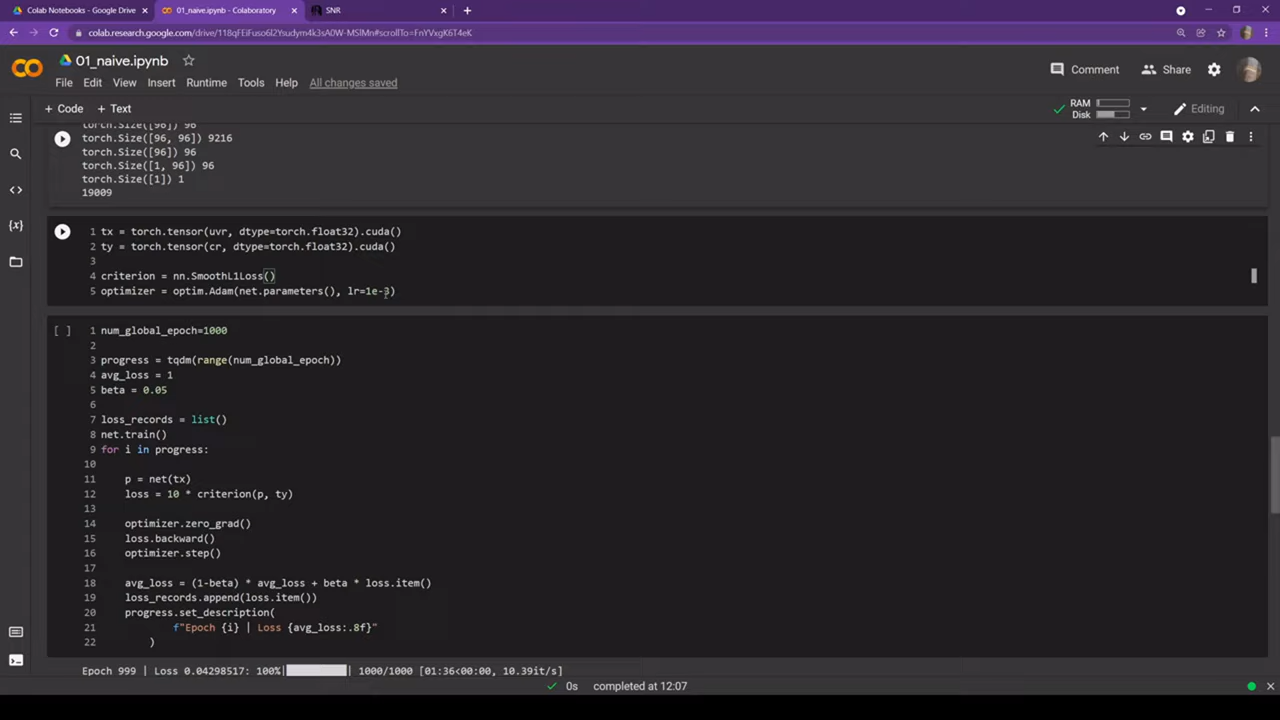 Colab Notebooks - Google Drive
01_naive.ipynb - Colaboratory
SNR
colab.research.google.com/drive/118qFEiFuso6l2Ysudym4k3sA0W-MSlMn#scrollTo=FnYVxgK6T4eK
01_naive.ipynb
Comment
Share
File Edit View Insert Runtime Tools Help All changes saved
+ Code + Text
RAM
Disk
Editing
torch.Size([96]) 96
torch.Size([96, 96]) 9216
torch.Size([96]) 96
torch.Size([1, 96]) 96
torch.Size([1]) 1
19009
1 tx = torch.tensor(uvr, dtype=torch.float32).cuda()
2 ty = torch.tensor(cr, dtype=torch.float32).cuda()
3
4 criterion = nn.SmoothL1Loss()
5 optimizer = optim.Adam(net.parameters(), lr=1e-3)
[ ] 1 num_global_epoch=1000
2
3 progress = tqdm(range(num_global_epoch))
4 avg_loss = 1
5 beta = 0.05
6
7 loss_records = list()
8 net.train()
9 for i in progress:
10
11 p = net(tx)
12 loss = 10 * criterion(p, ty)
13
14 optimizer.zero_grad()
15 loss.backward()
16 optimizer.step()
17
18 avg_loss = (1-beta) * avg_loss + beta * loss.item()
19 loss_records.append(loss.item())
20 progress.set_description(
21 f"Epoch {i} | Loss {avg_loss:.8f}"
22 )
Epoch 999 | Loss 0.04298517: 100%| | 1000/1000 [01:36<00:00, 10.39it/s]
0s completed at 12:07